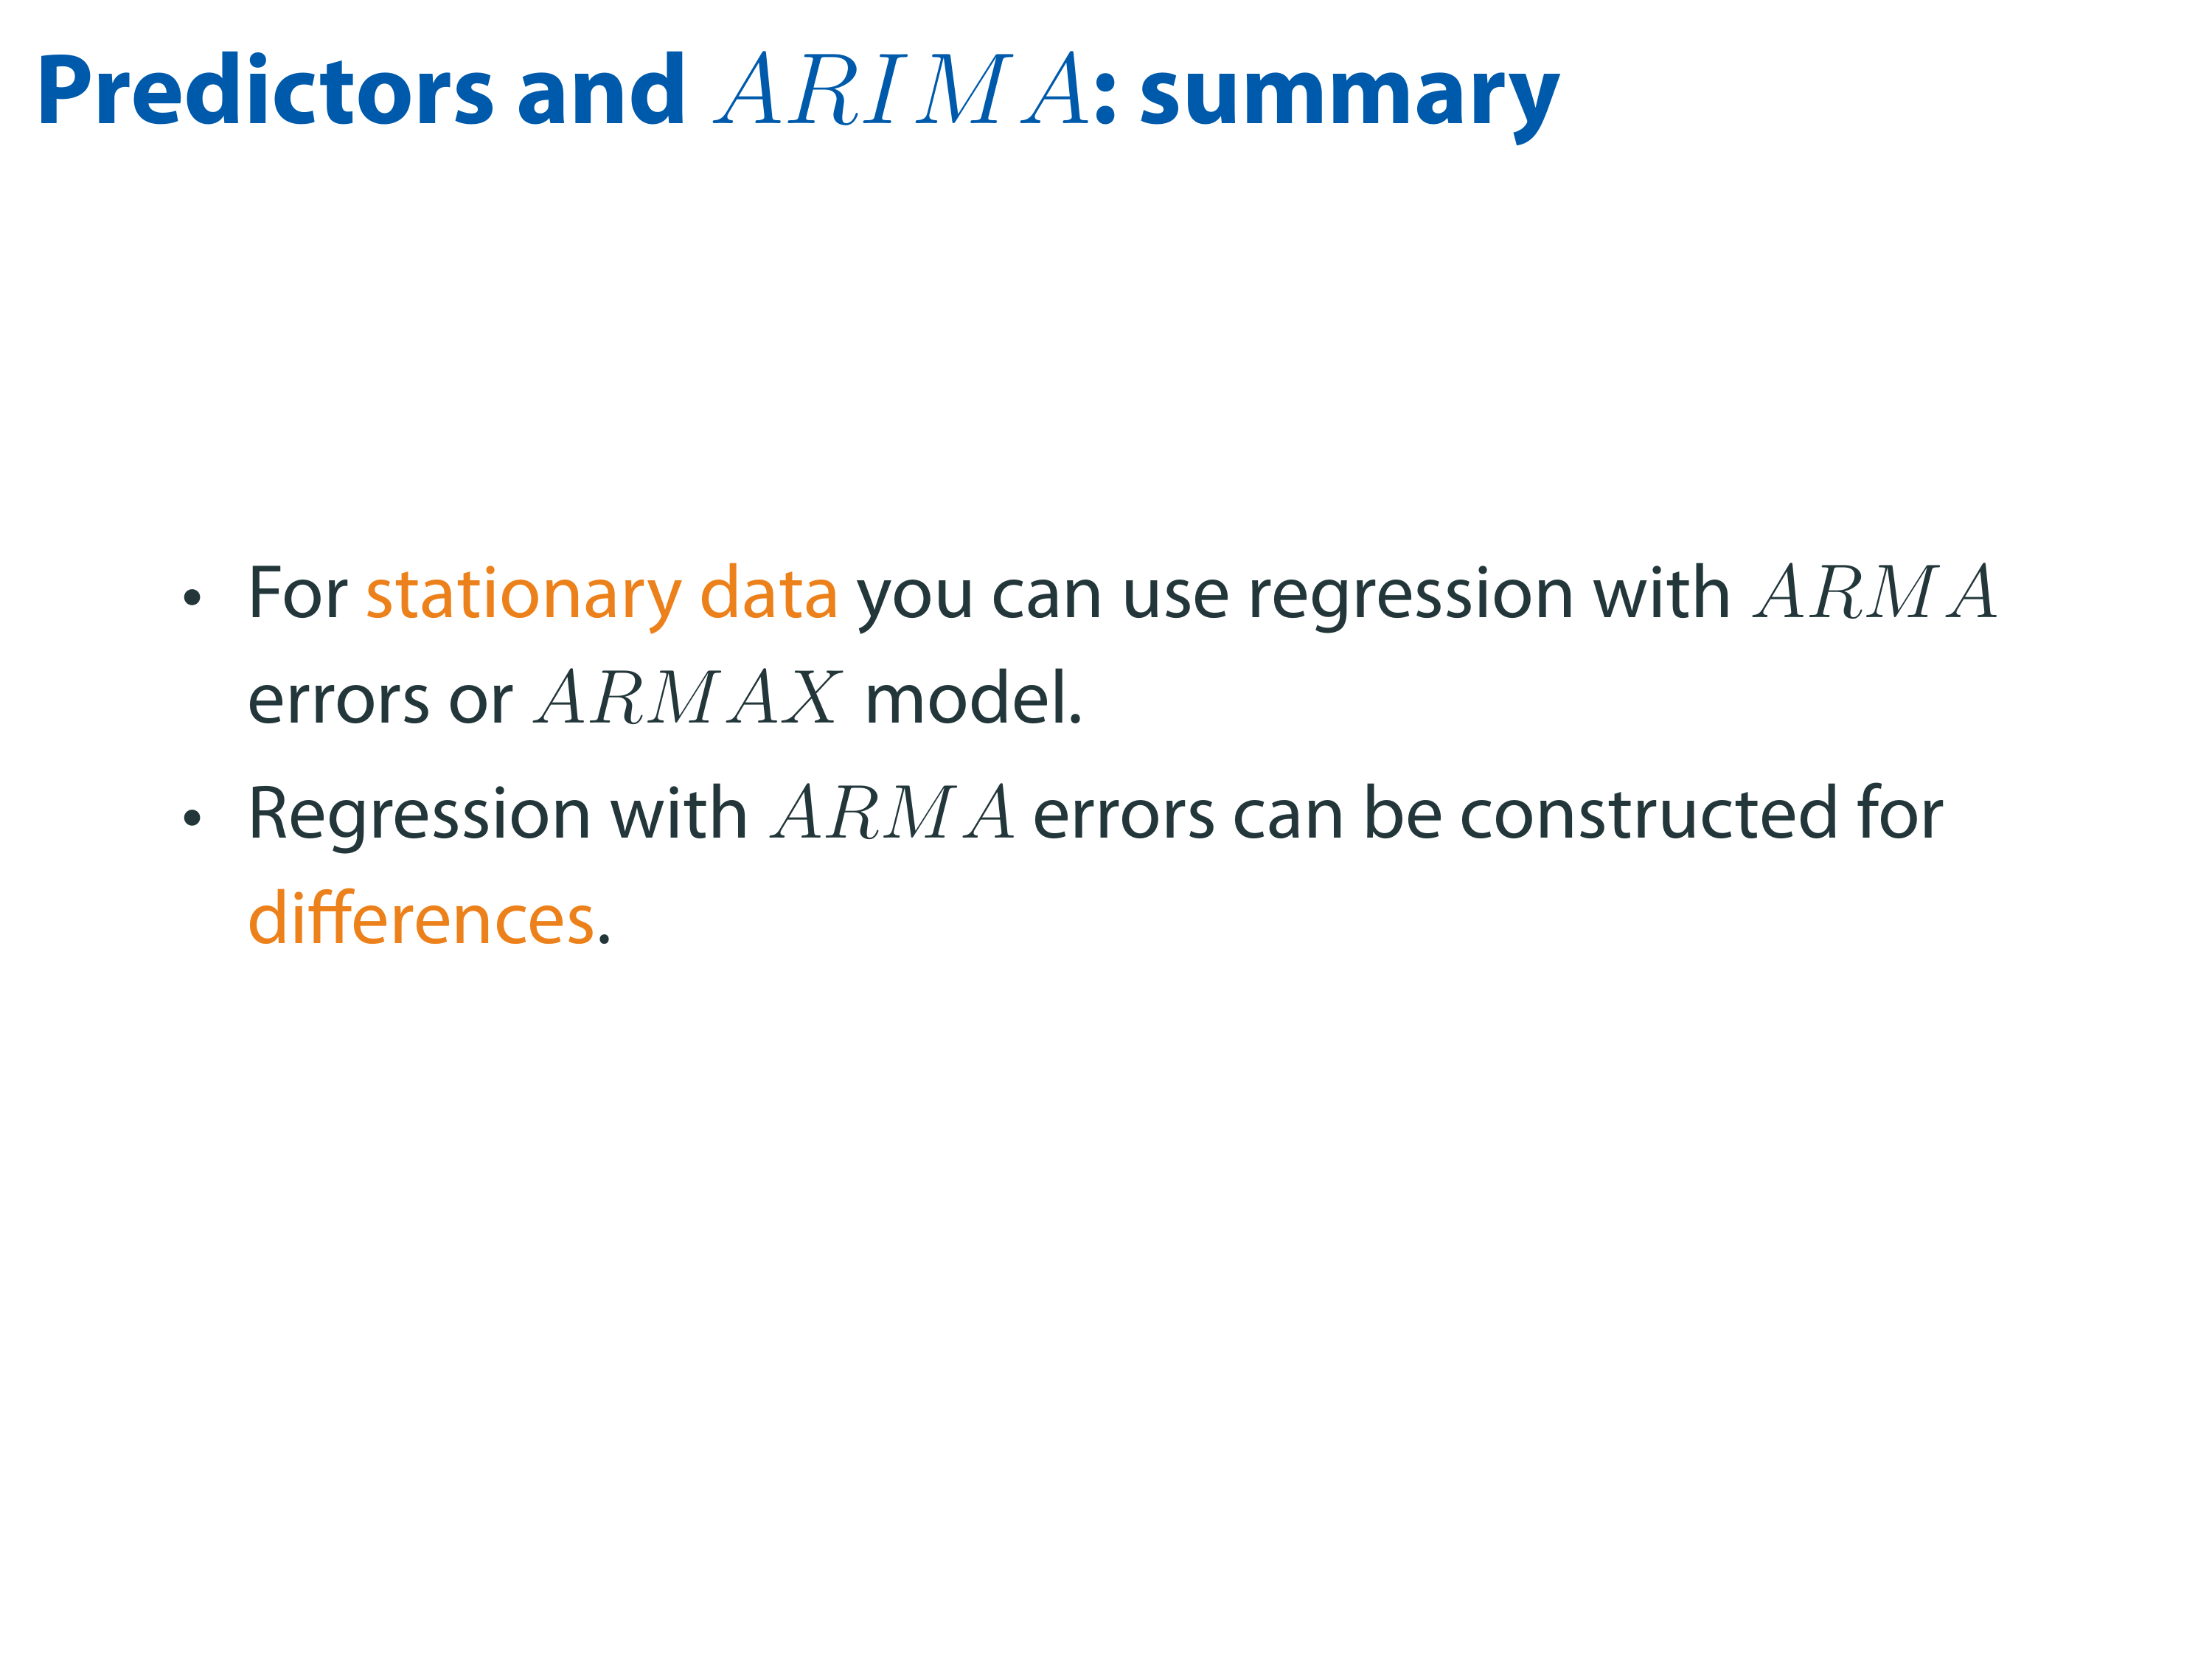 Predictors and ARIMA: summary
• For stationary data you can use regression with ARMA
errors or ARMAX model.
• Regression with ARMA errors can be constructed for
differences.